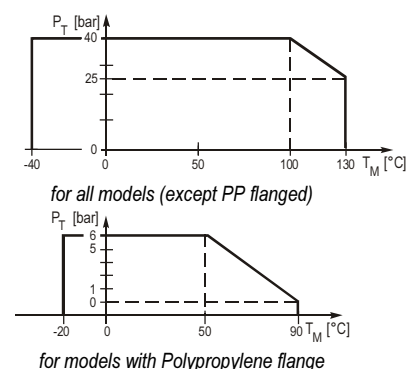 P_T [bar]
40
25
0
-40 0 50 100 130 T_M [°C]
for all models (except PP flanged)
P_T [bar]
6
5
1
0
-20 0 50 90 T_M [°C]
for models with Polypropylene flange